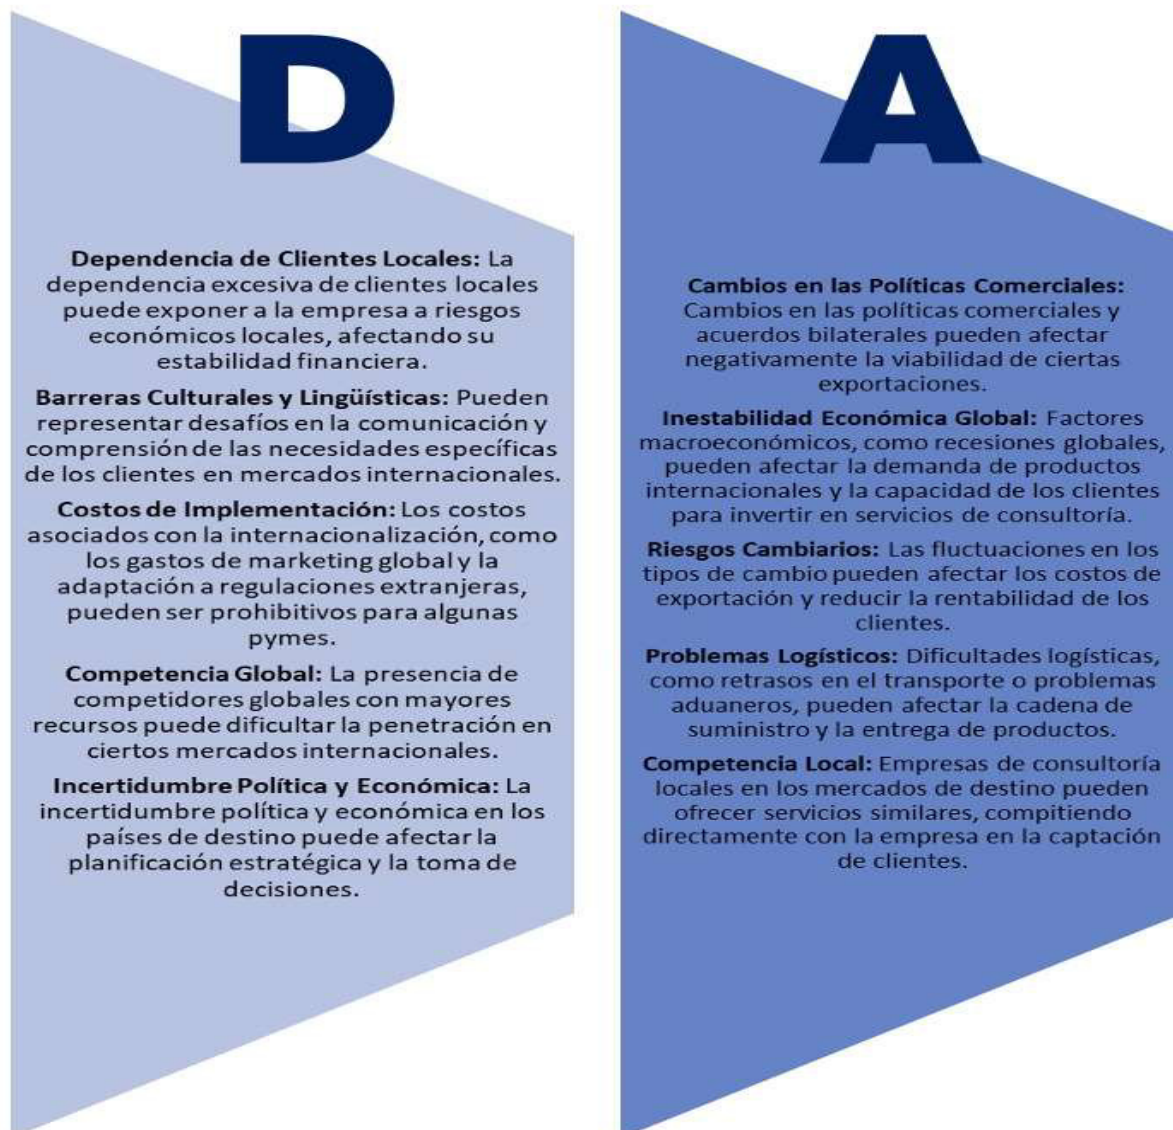 D
Dependencia de Clientes Locales: La
dependencia excesiva de clientes locales
puede exponer a la empresa a riesgos
económicos locales, afectando su
estabilidad financiera.
Barreras Culturales y Lingüísticas: Pueden
representar desafíos en la comunicación y
comprensión de las necesidades específicas
de los clientes en mercados internacionales.
Costos de Implementación: Los costos
asociados con la internacionalización, como
los gastos de marketing global y la
adaptación a regulaciones extranjeras,
pueden ser prohibitivos para algunas
pymes.
Competencia Global: La presencia de
competidores globales con mayores
recursos puede dificultar la penetración en
ciertos mercados internacionales.
Incertidumbre Política y Económica: La
incertidumbre política y económica en los
países de destino puede afectar la
planificación estratégica y la toma de
decisiones.
A
Cambios en las Políticas Comerciales:
Cambios en las políticas comerciales y
acuerdos bilaterales pueden afectar
negativamente la viabilidad de ciertas
exportaciones.
Inestabilidad Económica Global: Factores
macroeconómicos, como recesiones globales,
pueden afectar la demanda de productos
internacionales y la capacidad de los clientes
para invertir en servicios de consultoría.
Riesgos Cambiarios: Las fluctuaciones en los
tipos de cambio pueden afectar los costos de
exportación y reducir la rentabilidad de los
clientes.
Problemas Logísticos: Dificultades logísticas,
como retrasos en el transporte o problemas
aduaneros, pueden afectar la cadena de
suministro y la entrega de productos.
Competencia Local: Empresas de consultoría
locales en los mercados de destino pueden
ofrecer servicios similares, compitiendo
directamente con la empresa en la captación
de clientes.